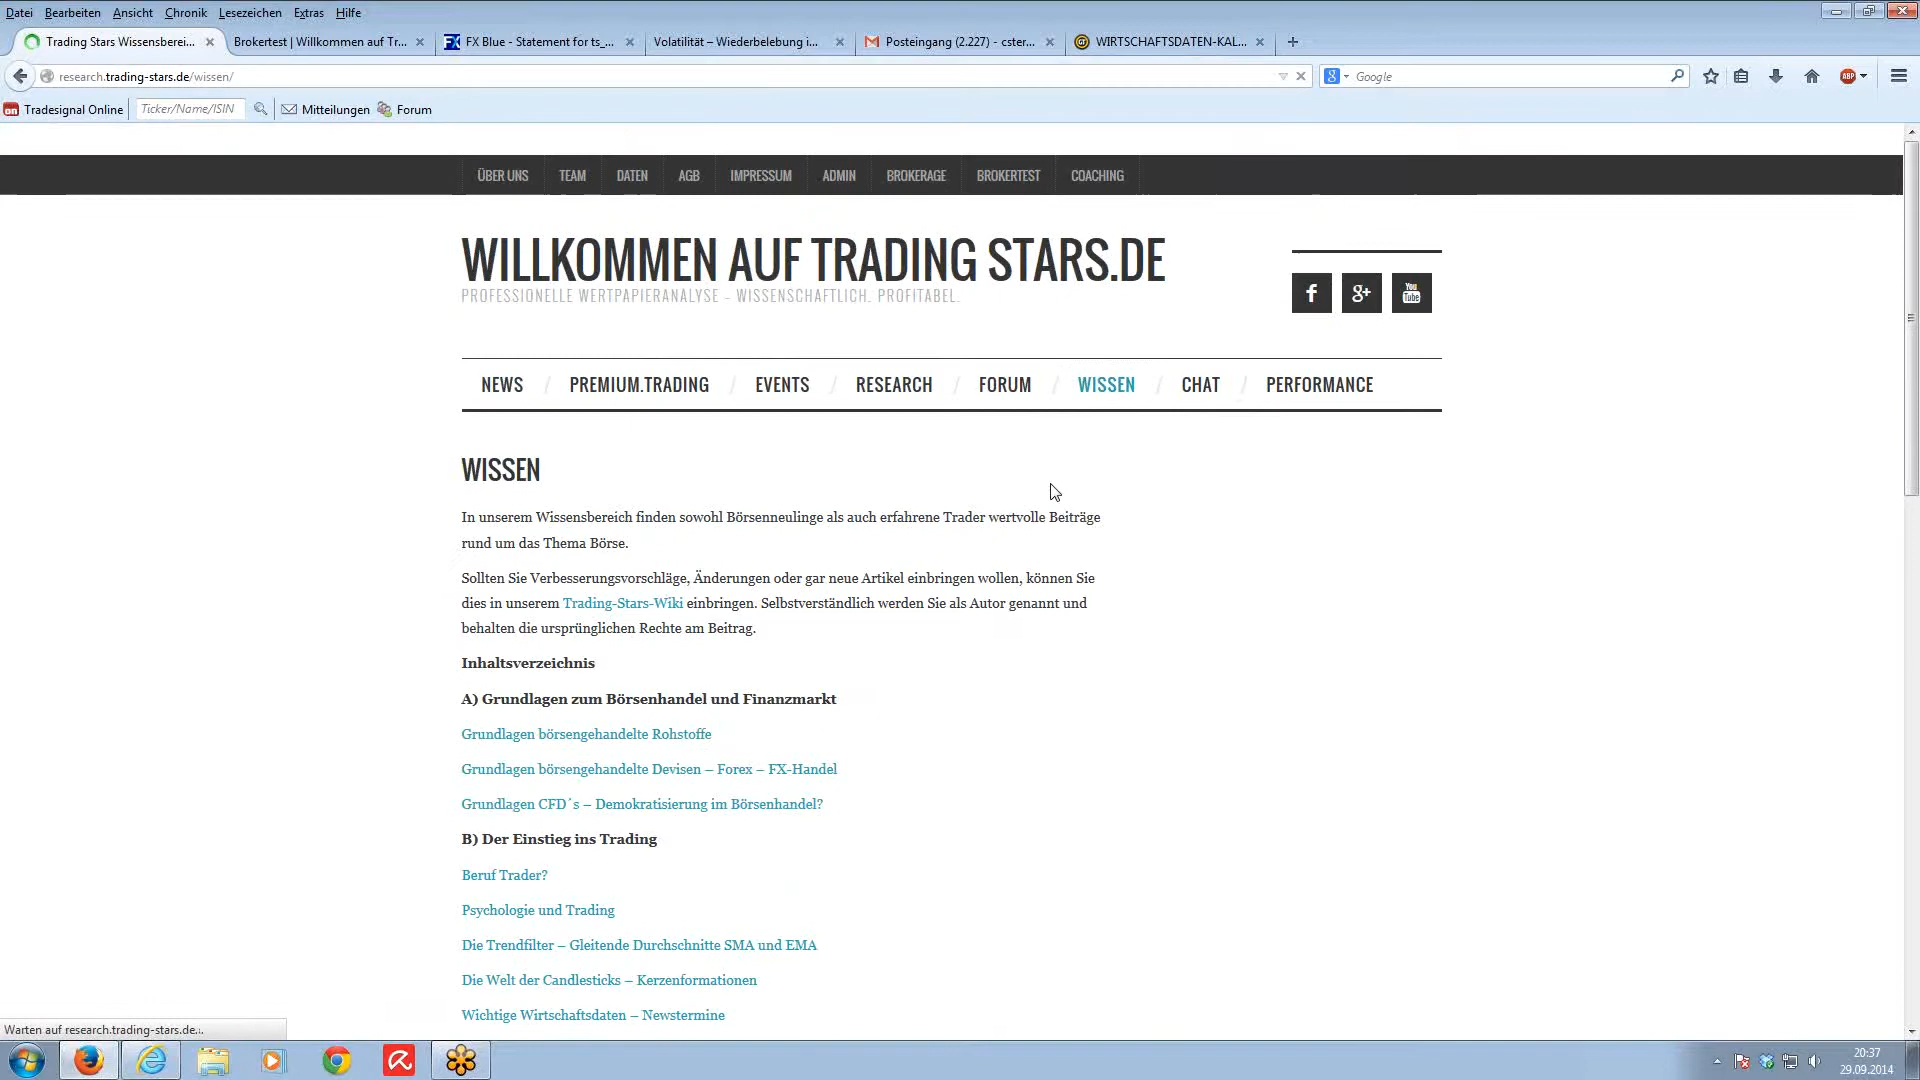 Datei Bearbeiten Ansicht Chronik Lesezeichen Extras Hilfe
Trading Stars Wissensberei... Brokertest | Willkommen auf Tr... FX Blue - Statement for ts_... Volatilität – Wiederbelebung i... Posteingang (2.227) - cster... WIRTSCHAFTSDATEN-KAL...
research.trading-stars.de/wissen/ Google ABP
on Tradesignal Online Ticker/Name/ISIN Mitteilungen Forum
ÜBER UNS TEAM DATEN AGB IMPRESSUM ADMIN BROKERAGE BROKERTEST COACHING
WILLKOMMEN AUF TRADING STARS.DE
PROFESSIONELLE WERTPAPIERANALYSE – WISSENSCHAFTLICH. PROFITABEL.
f g+ You Tube
NEWS / PREMIUM.TRADING / EVENTS / RESEARCH / FORUM / WISSEN / CHAT / PERFORMANCE
WISSEN
In unserem Wissensbereich finden sowohl Börsenneulinge als auch erfahrene Trader wertvolle Beiträge
rund um das Thema Börse.
Sollten Sie Verbesserungsvorschläge, Änderungen oder gar neue Artikel einbringen wollen, können Sie
dies in unserem Trading-Stars-Wiki einbringen. Selbstverständlich werden Sie als Autor genannt und
behalten die ursprünglichen Rechte am Beitrag.
Inhaltsverzeichnis
A) Grundlagen zum Börsenhandel und Finanzmarkt
Grundlagen börsengehandelte Rohstoffe
Grundlagen börsengehandelte Devisen – Forex – FX-Handel
Grundlagen CFD´s – Demokratisierung im Börsenhandel?
B) Der Einstieg ins Trading
Beruf Trader?
Psychologie und Trading
Die Trendfilter – Gleitende Durchschnitte SMA und EMA
Die Welt der Candlesticks – Kerzenformationen
Wichtige Wirtschaftsdaten – Newstermine
Warten auf research.trading-stars.de...
20:37
29.09.2014